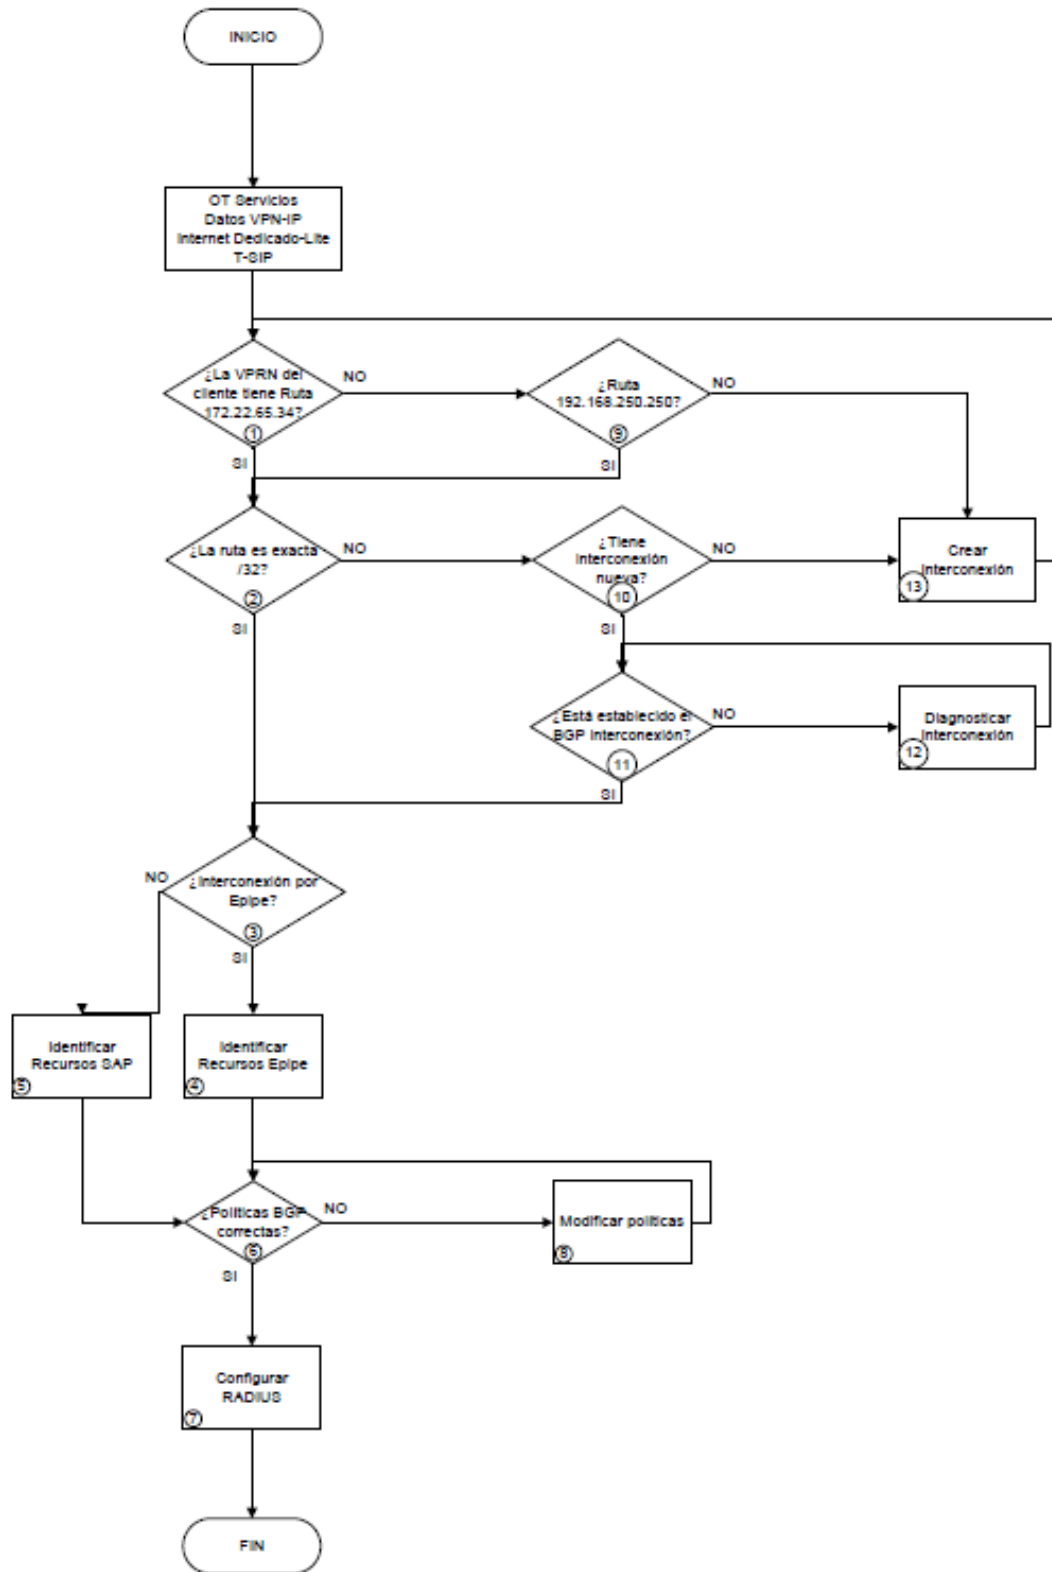 INICIO
OT Servicios
Datos VPN-IP
Internet Dedicado-Lite
T-SIP
¿La VPRN del
cliente tiene Ruta
172.22.65.34?
1
NO
SI
¿Ruta
192.168.250.250?
9
NO
SI
¿La ruta es exacta
/32?
2
NO
SI
¿Tiene
interconexión
nueva?
10
NO
SI
Crear
interconexión
13
¿Está establecido el
BGP interconexión?
11
NO
SI
Diagnosticar
interconexión
12
¿Interconexión por
Epipe?
3
NO
SI
Identificar
Recursos SAP
5
Identificar
Recursos Epipe
4
¿Políticas BGP
correctas?
6
NO
SI
Modificar políticas
8
Configurar
RADIUS
7
FIN